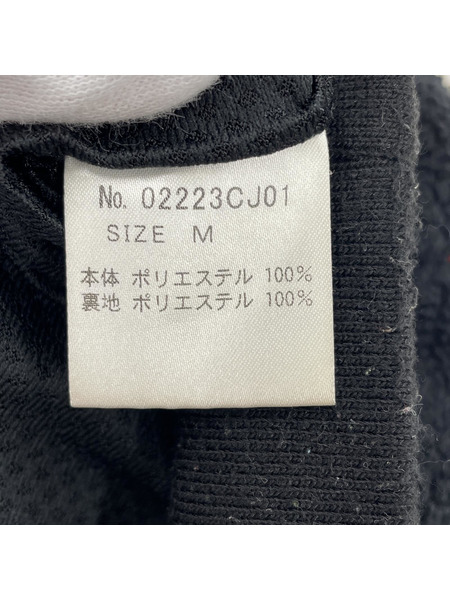 No. 02223CJ01
SIZE M
本体 ポリエステル 100%
裏地 ポリエステル 100%